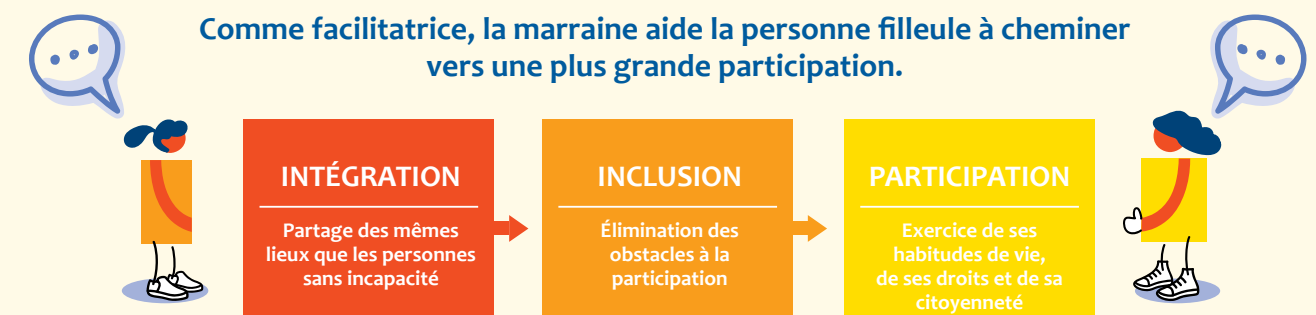 Comme facilitatrice, la marraine aide la personne filleule à cheminer
vers une plus grande participation.
INTÉGRATION
Partage des mêmes
lieux que les personnes
sans incapacité
INCLUSION
Élimination des
obstacles à la
participation
PARTICIPATION
Exercice de ses
habitudes de vie,
de ses droits et de sa
citoyenneté